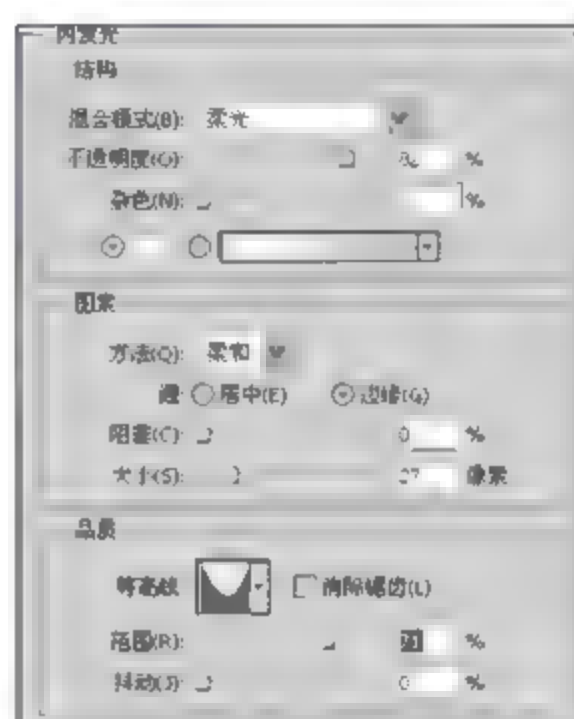 内发光
结构
混合模式(B): 柔光
不透明度(O): %
杂色(N): %
图素
方法(Q): 柔和
源: 居中(E) 边缘(G)
阻塞(C): 0 %
大小(S): 27 像素
品质
等高线 消除锯齿(L)
范围(R): %
抖动(J): 0 %